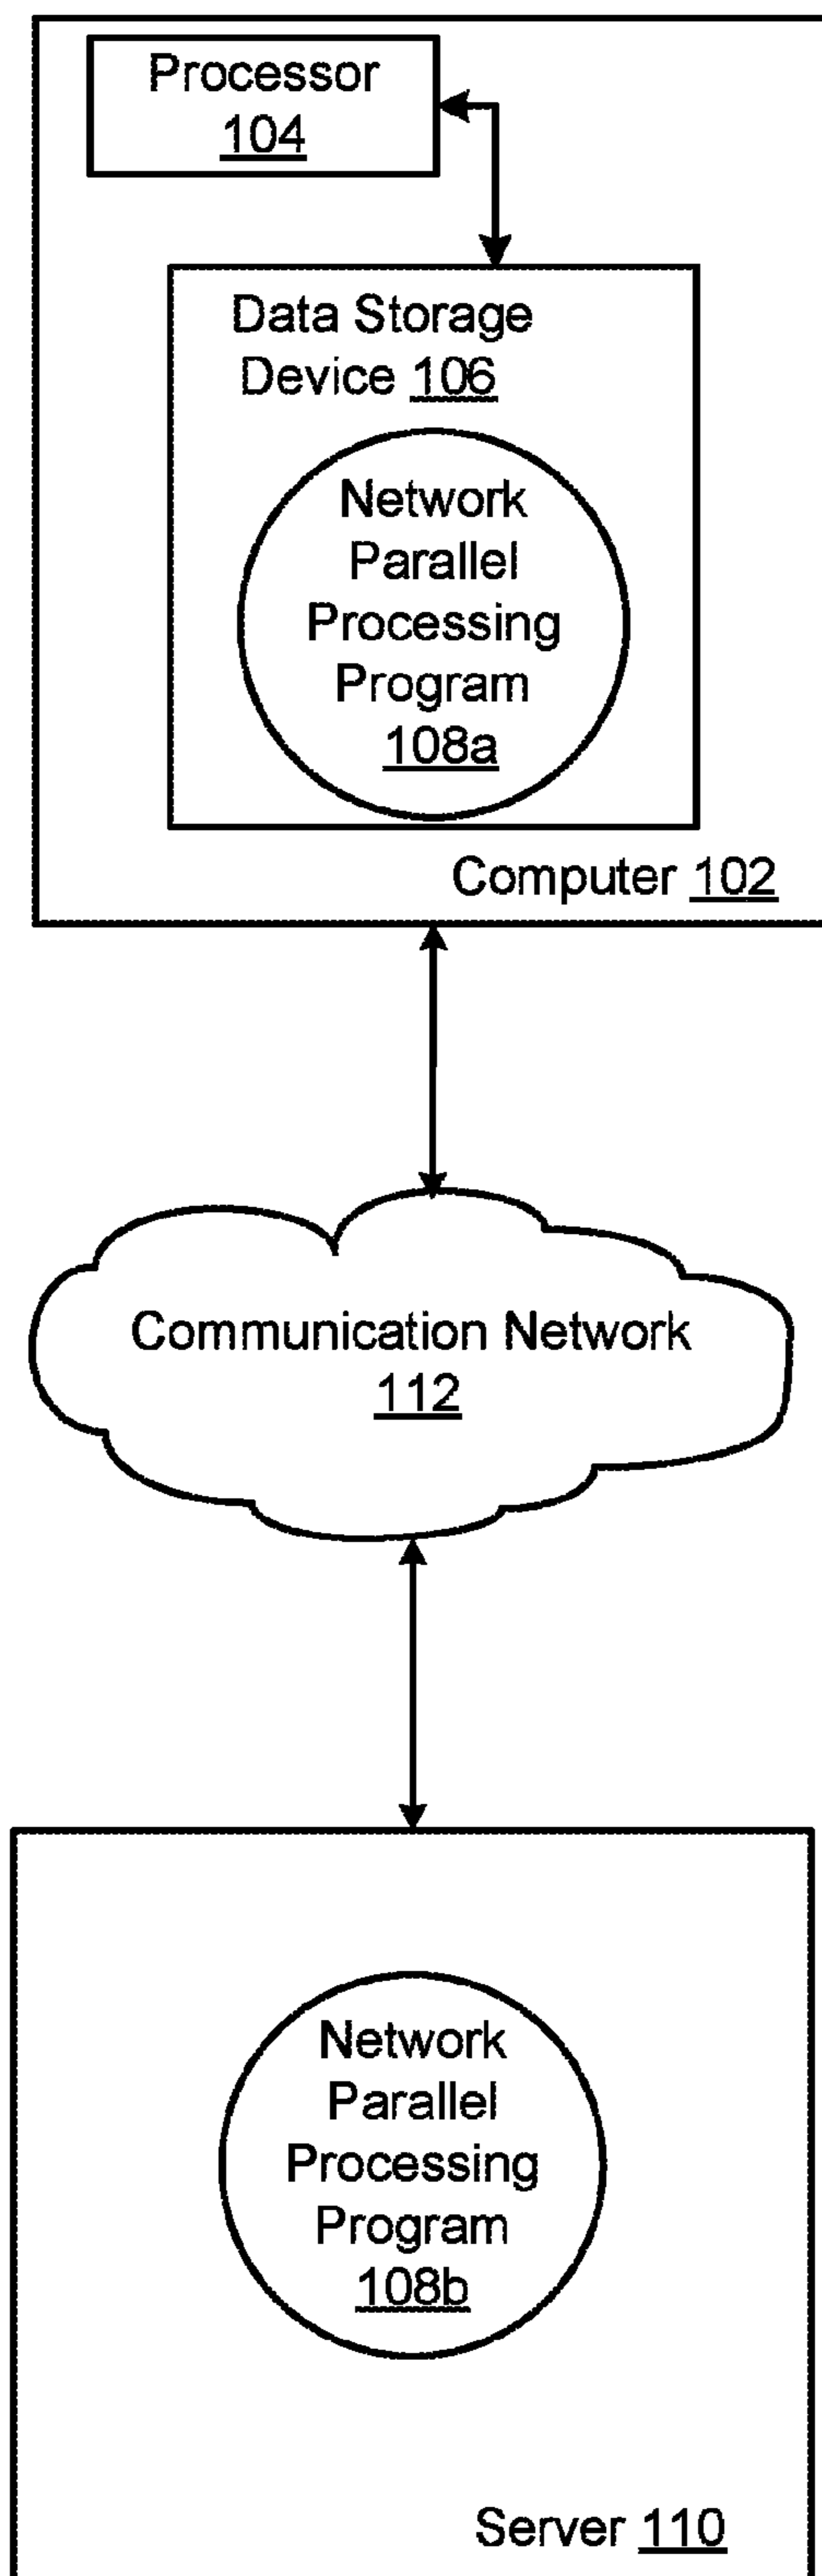 Processor
104
Data Storage
Device 106
Network
Parallel
Processing
Program
108a
Computer 102
Communication Network
112
Network
Parallel
Processing
Program
108b
Server 110